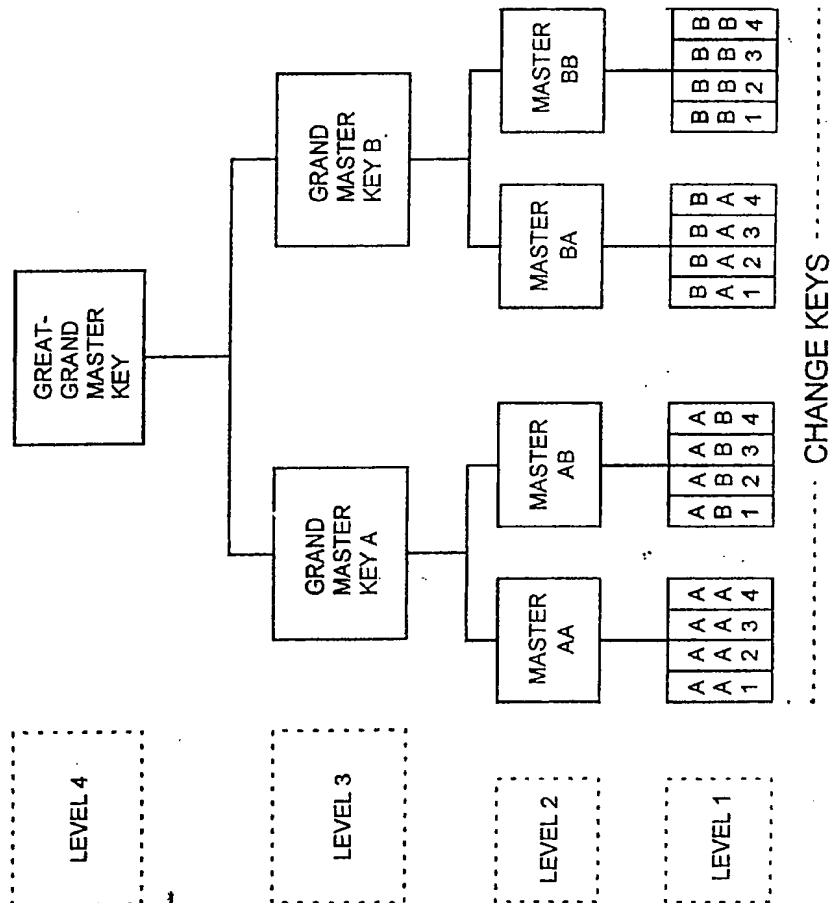 LEVEL 4
GREAT-
GRAND
MASTER
KEY
LEVEL 3
GRAND
MASTER
KEY A
GRAND
MASTER
KEY B
LEVEL 2
MASTER
AA
MASTER
AB
MASTER
BA
MASTER
BB
LEVEL 1
A A A A
A A A A
1 2 3 4
A A A A
B B B B
1 2 3 4
B B B B
A A A A
1 2 3 4
B B B B
B B B B
1 2 3 4
CHANGE KEYS